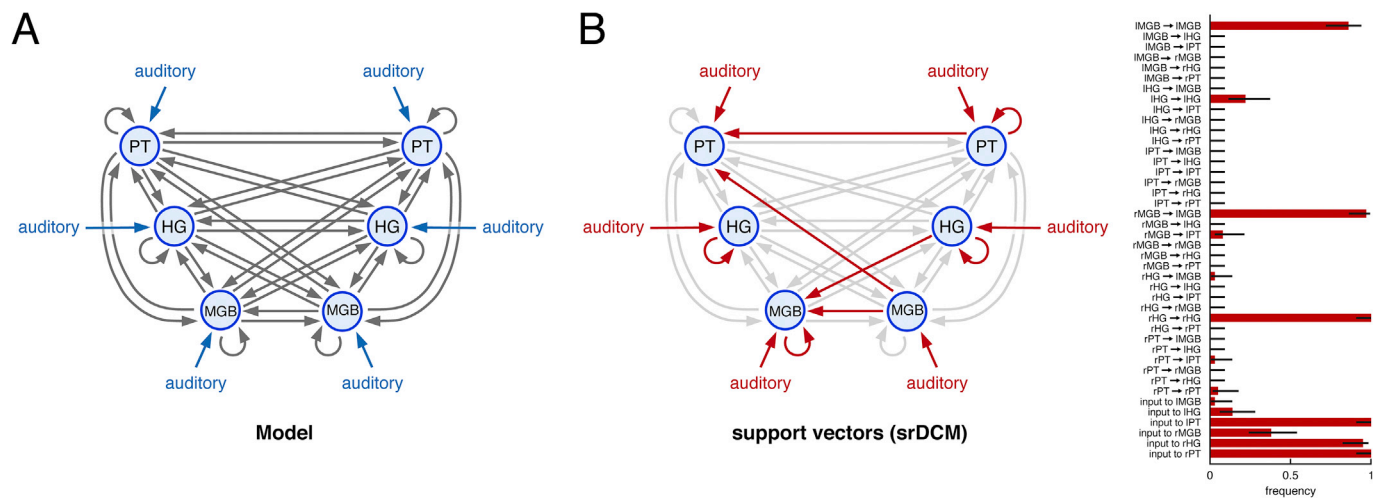 A
auditory
auditory
PT
PT
auditory
HG
HG
auditory
MGB
MGB
auditory
auditory
Model
B
auditory
auditory
PT
PT
auditory
HG
HG
auditory
MGB
MGB
auditory
auditory
support vectors (srDCM)
lMGB → lMGB
lMGB → lHG
lMGB → lPT
lMGB → rMGB
lMGB → rHG
lMGB → rPT
lHG → lMGB
lHG → lHG
lHG → lPT
lHG → rMGB
lHG → rHG
lHG → rPT
lPT → lMGB
lPT → lHG
lPT → lPT
lPT → rMGB
lPT → rHG
lPT → rPT
rMGB → lMGB
rMGB → lHG
rMGB → lPT
rMGB → rMGB
rMGB → rHG
rMGB → rPT
rHG → lMGB
rHG → lHG
rHG → lPT
rHG → rMGB
rHG → rHG
rHG → rPT
rPT → lMGB
rPT → lHG
rPT → lPT
rPT → rMGB
rPT → rHG
rPT → rPT
input to lMGB
input to lHG
input to lPT
input to rMGB
input to rHG
input to rPT
0 0.5 1
frequency